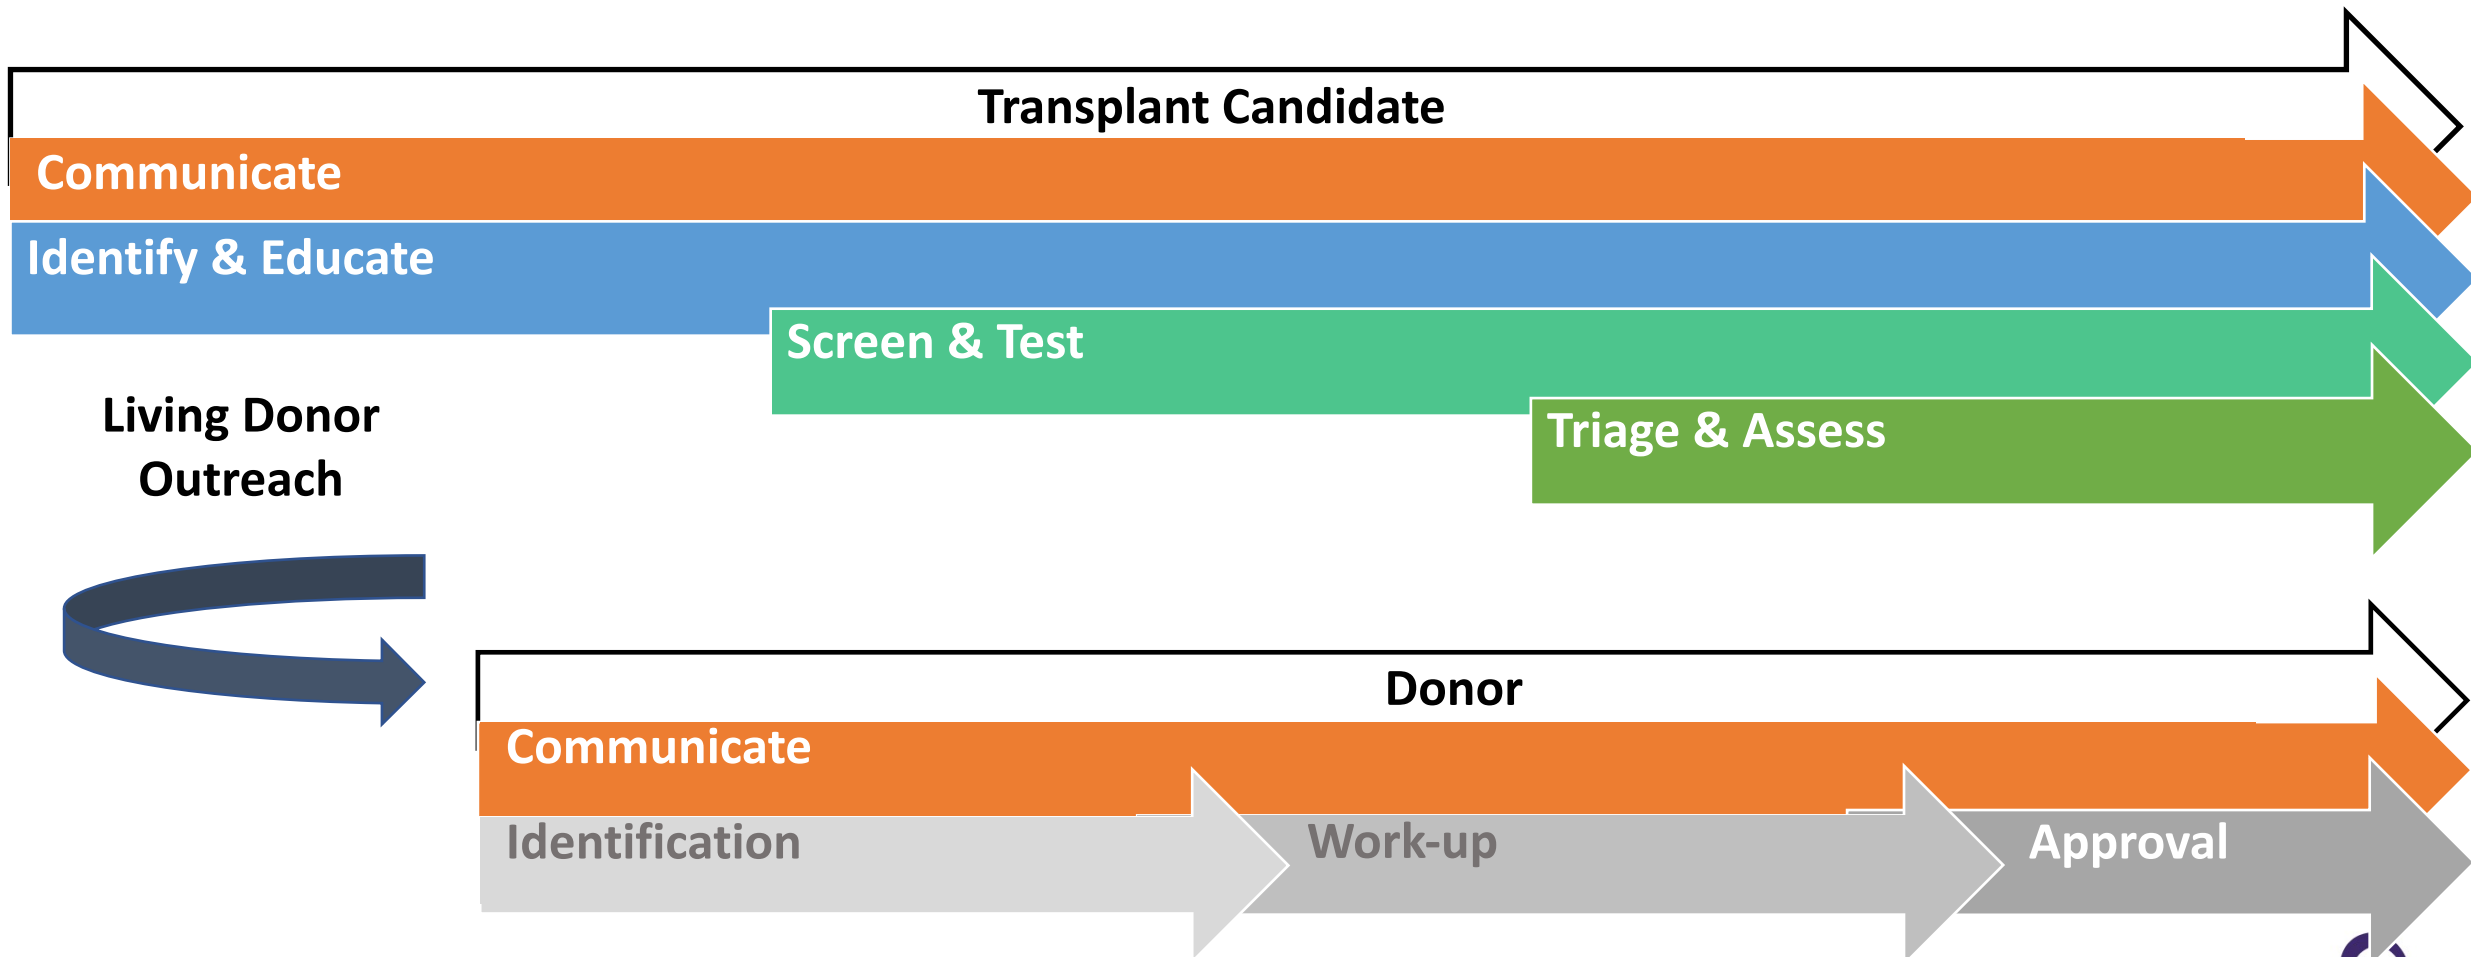 Transplant Candidate
Communicate
Identify & Educate
Screen & Test
Triage & Assess
Living Donor
Outreach
Donor
Communicate
Identification
Work-up
Approval